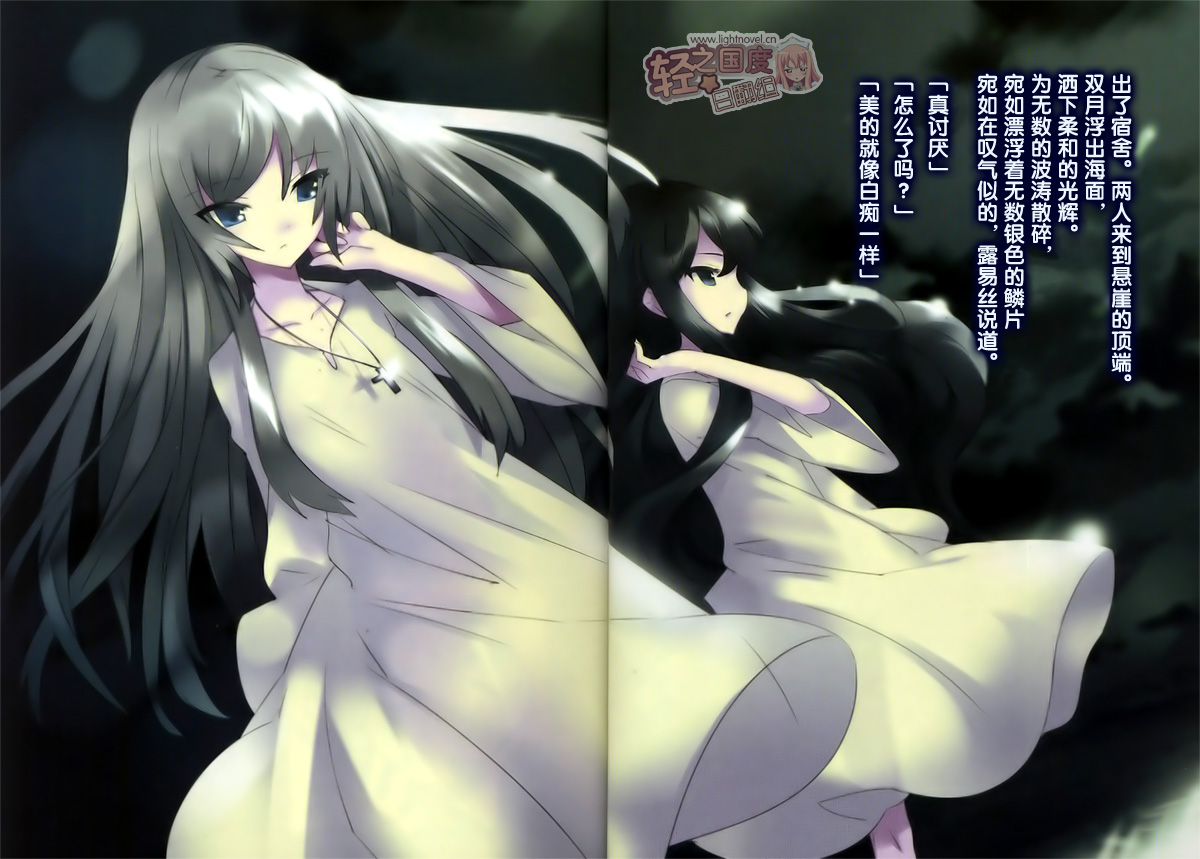 www.lightnovel.cn
轻之国度
日翻组
出了宿舍。两人来到悬崖的顶端。
双月浮出海面，
洒下柔和的光辉。
为无数的波涛散碎，
宛如漂浮着无数银色的鳞片
宛如在叹气似的，露易丝说道。
「真讨厌」
「怎么了吗？」
「美的就像白痴一样」